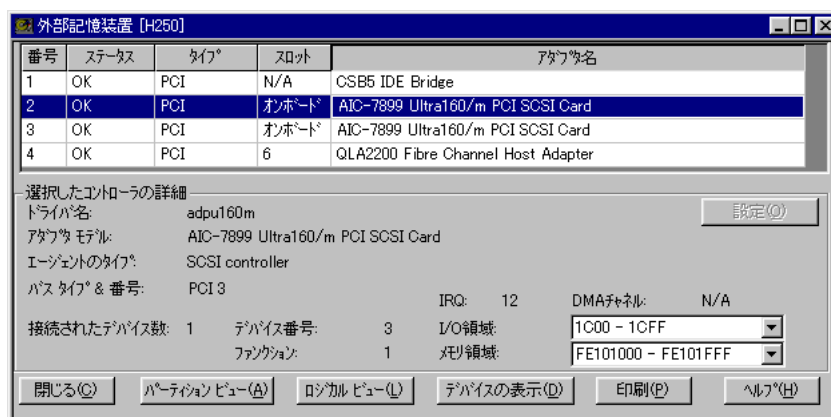 外部記憶装置 [H250]
番号 ステータス タイプ スロット アダプタ名
1 OK PCI N/A CSB5 IDE Bridge
2 OK PCI オンボード AIC-7899 Ultra160/m PCI SCSI Card
3 OK PCI オンボード AIC-7899 Ultra160/m PCI SCSI Card
4 OK PCI 6 QLA2200 Fibre Channel Host Adapter
選択したコントローラの詳細
ドライバ名: adpu160m 設定(O)
アダプタ モデル: AIC-7899 Ultra160/m PCI SCSI Card
エージェントのタイプ: SCSI controller
バス タイプ & 番号: PCI 3
IRQ: 12 DMAチャネル: N/A
接続されたデバイス数: 1 デバイス番号: 3 I/O領域: 1C00 - 1CFF
ファンクション: 1 メモリ領域: FE101000 - FE101FFF
閉じる(C) パーティション ビュー(A) ロジカル ビュー(L) デバイスの表示(D) 印刷(P) ヘルプ(H)